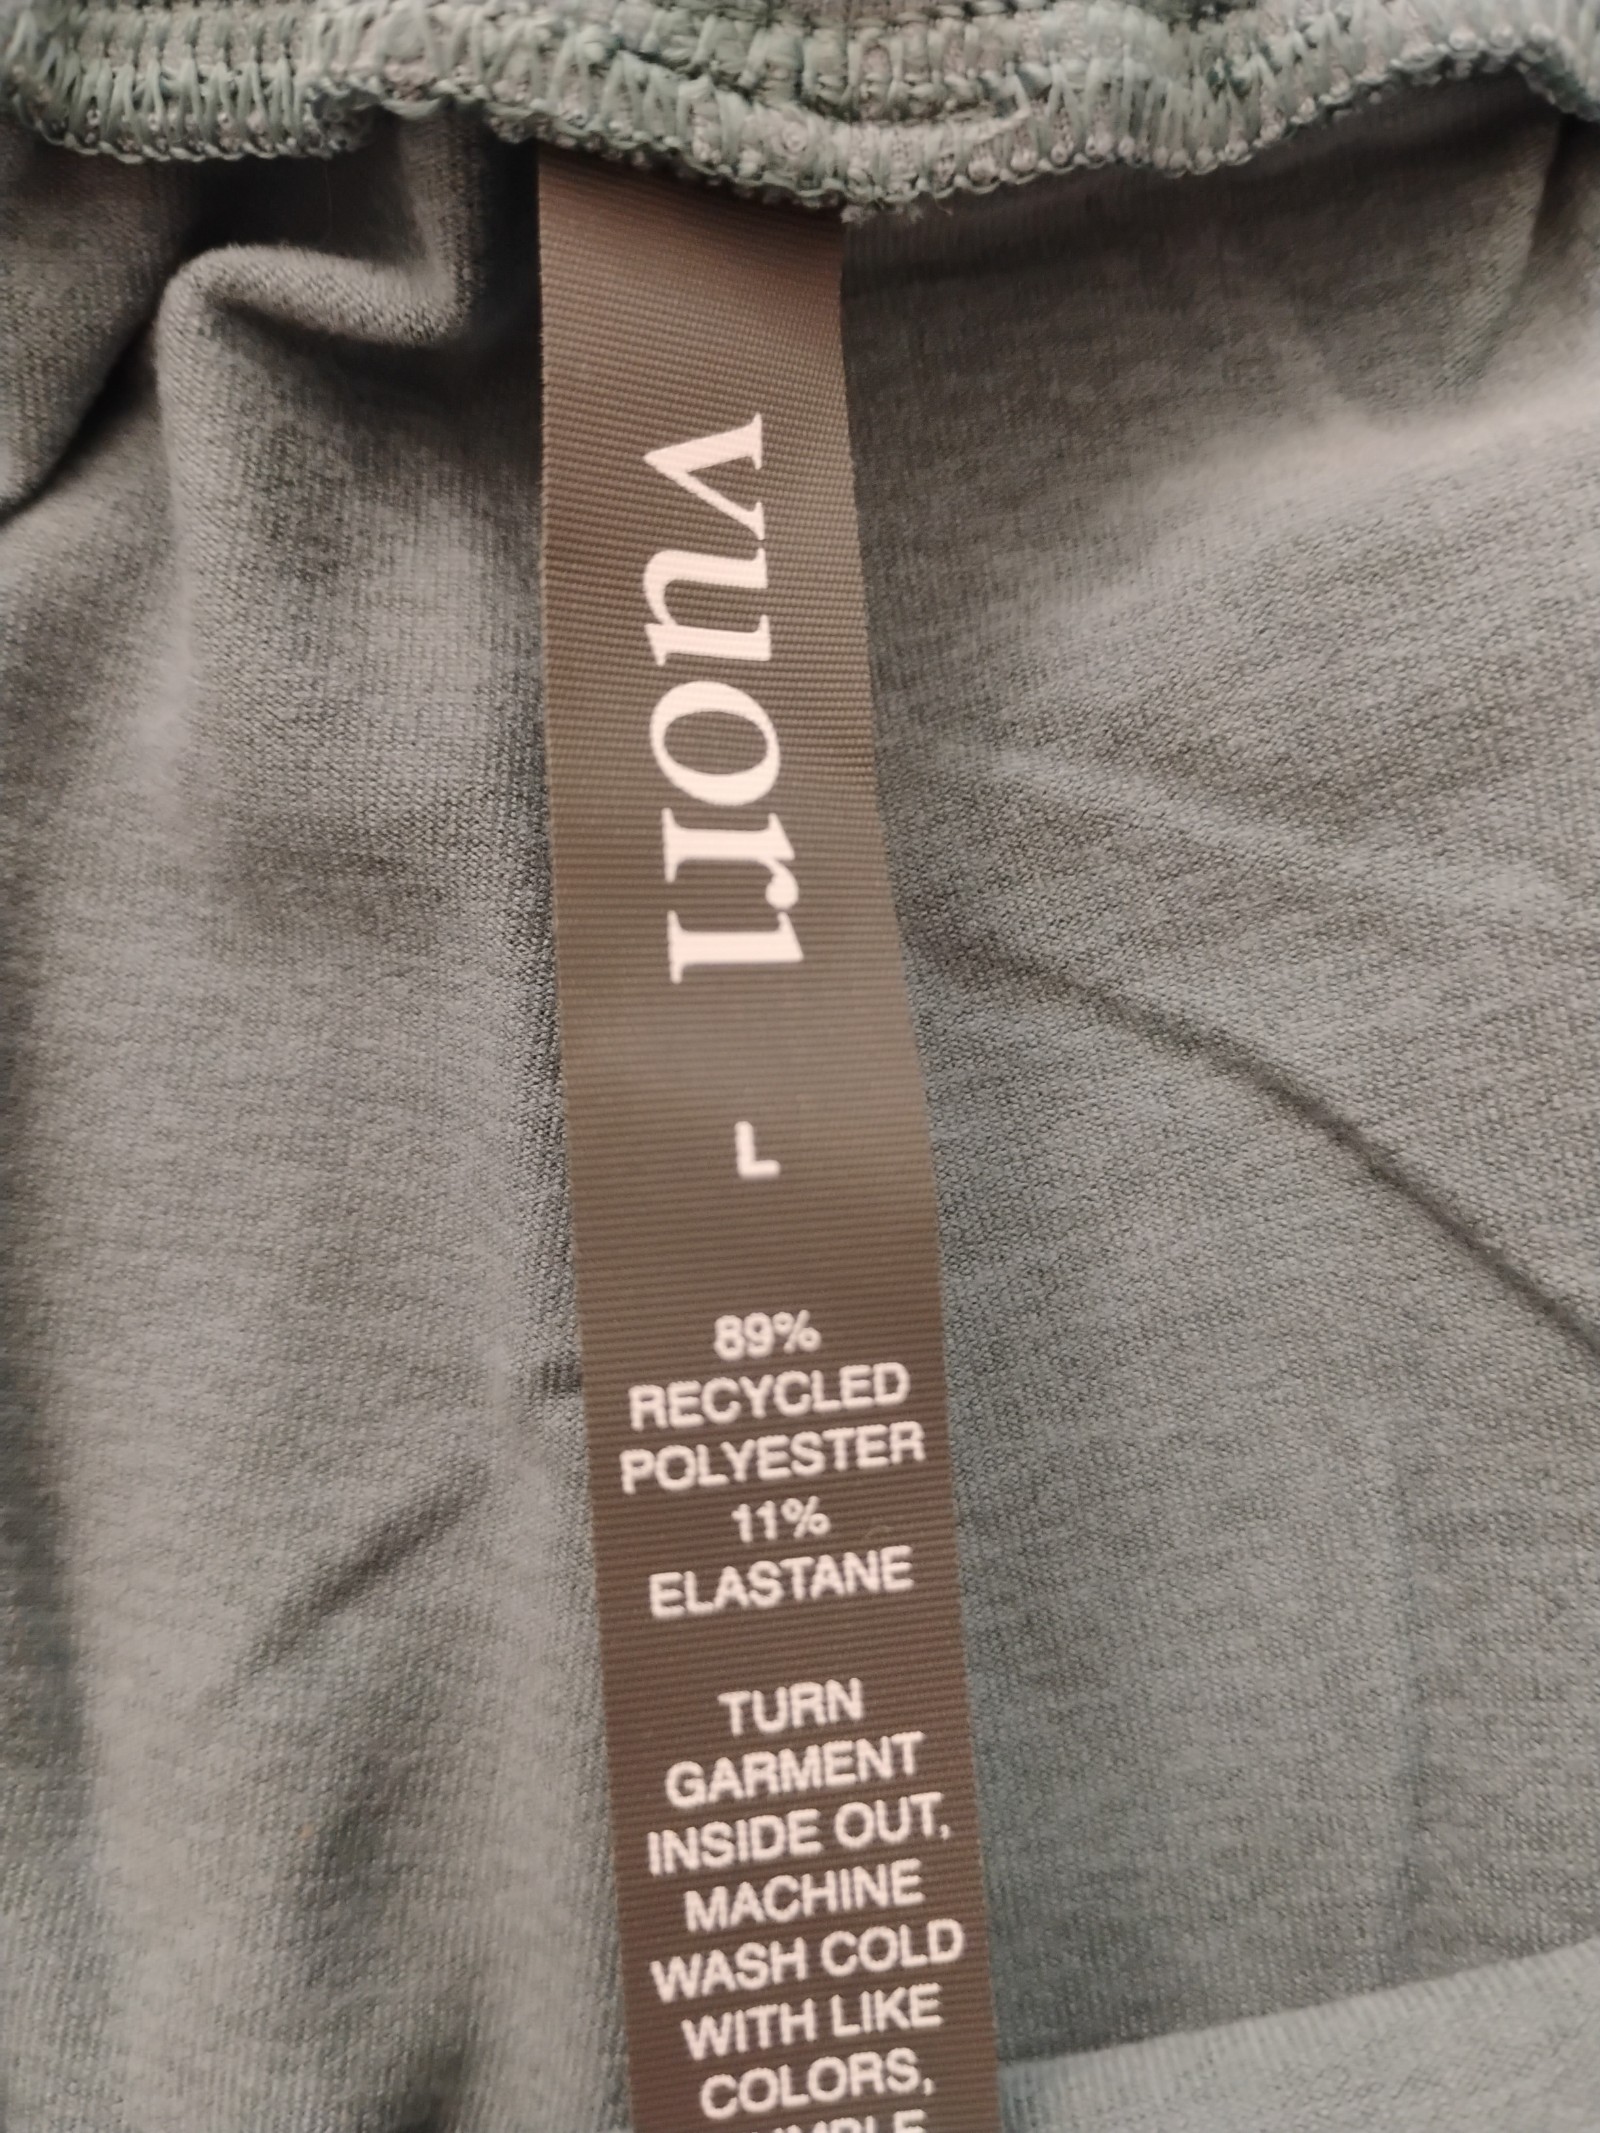 vuori
L
89%
RECYCLED
POLYESTER
11%
ELASTANE
TURN
GARMENT
INSIDE OUT,
MACHINE
WASH COLD
WITH LIKE
COLORS,